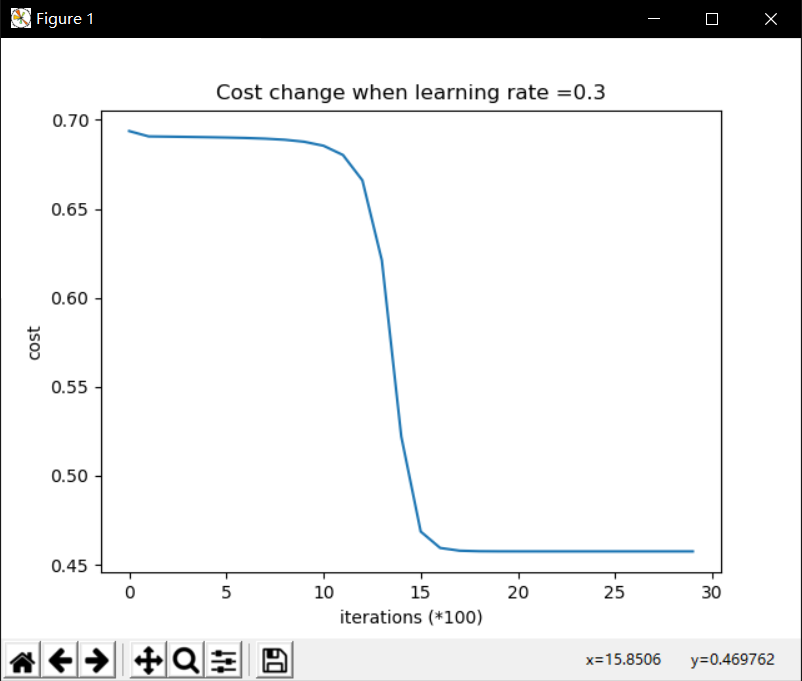 Figure 1
Cost change when learning rate =0.3
0.70
0.65
0.60
0.55
0.50
0.45
cost
0 5 10 15 20 25 30
iterations (*100)
x=15.8506 y=0.469762